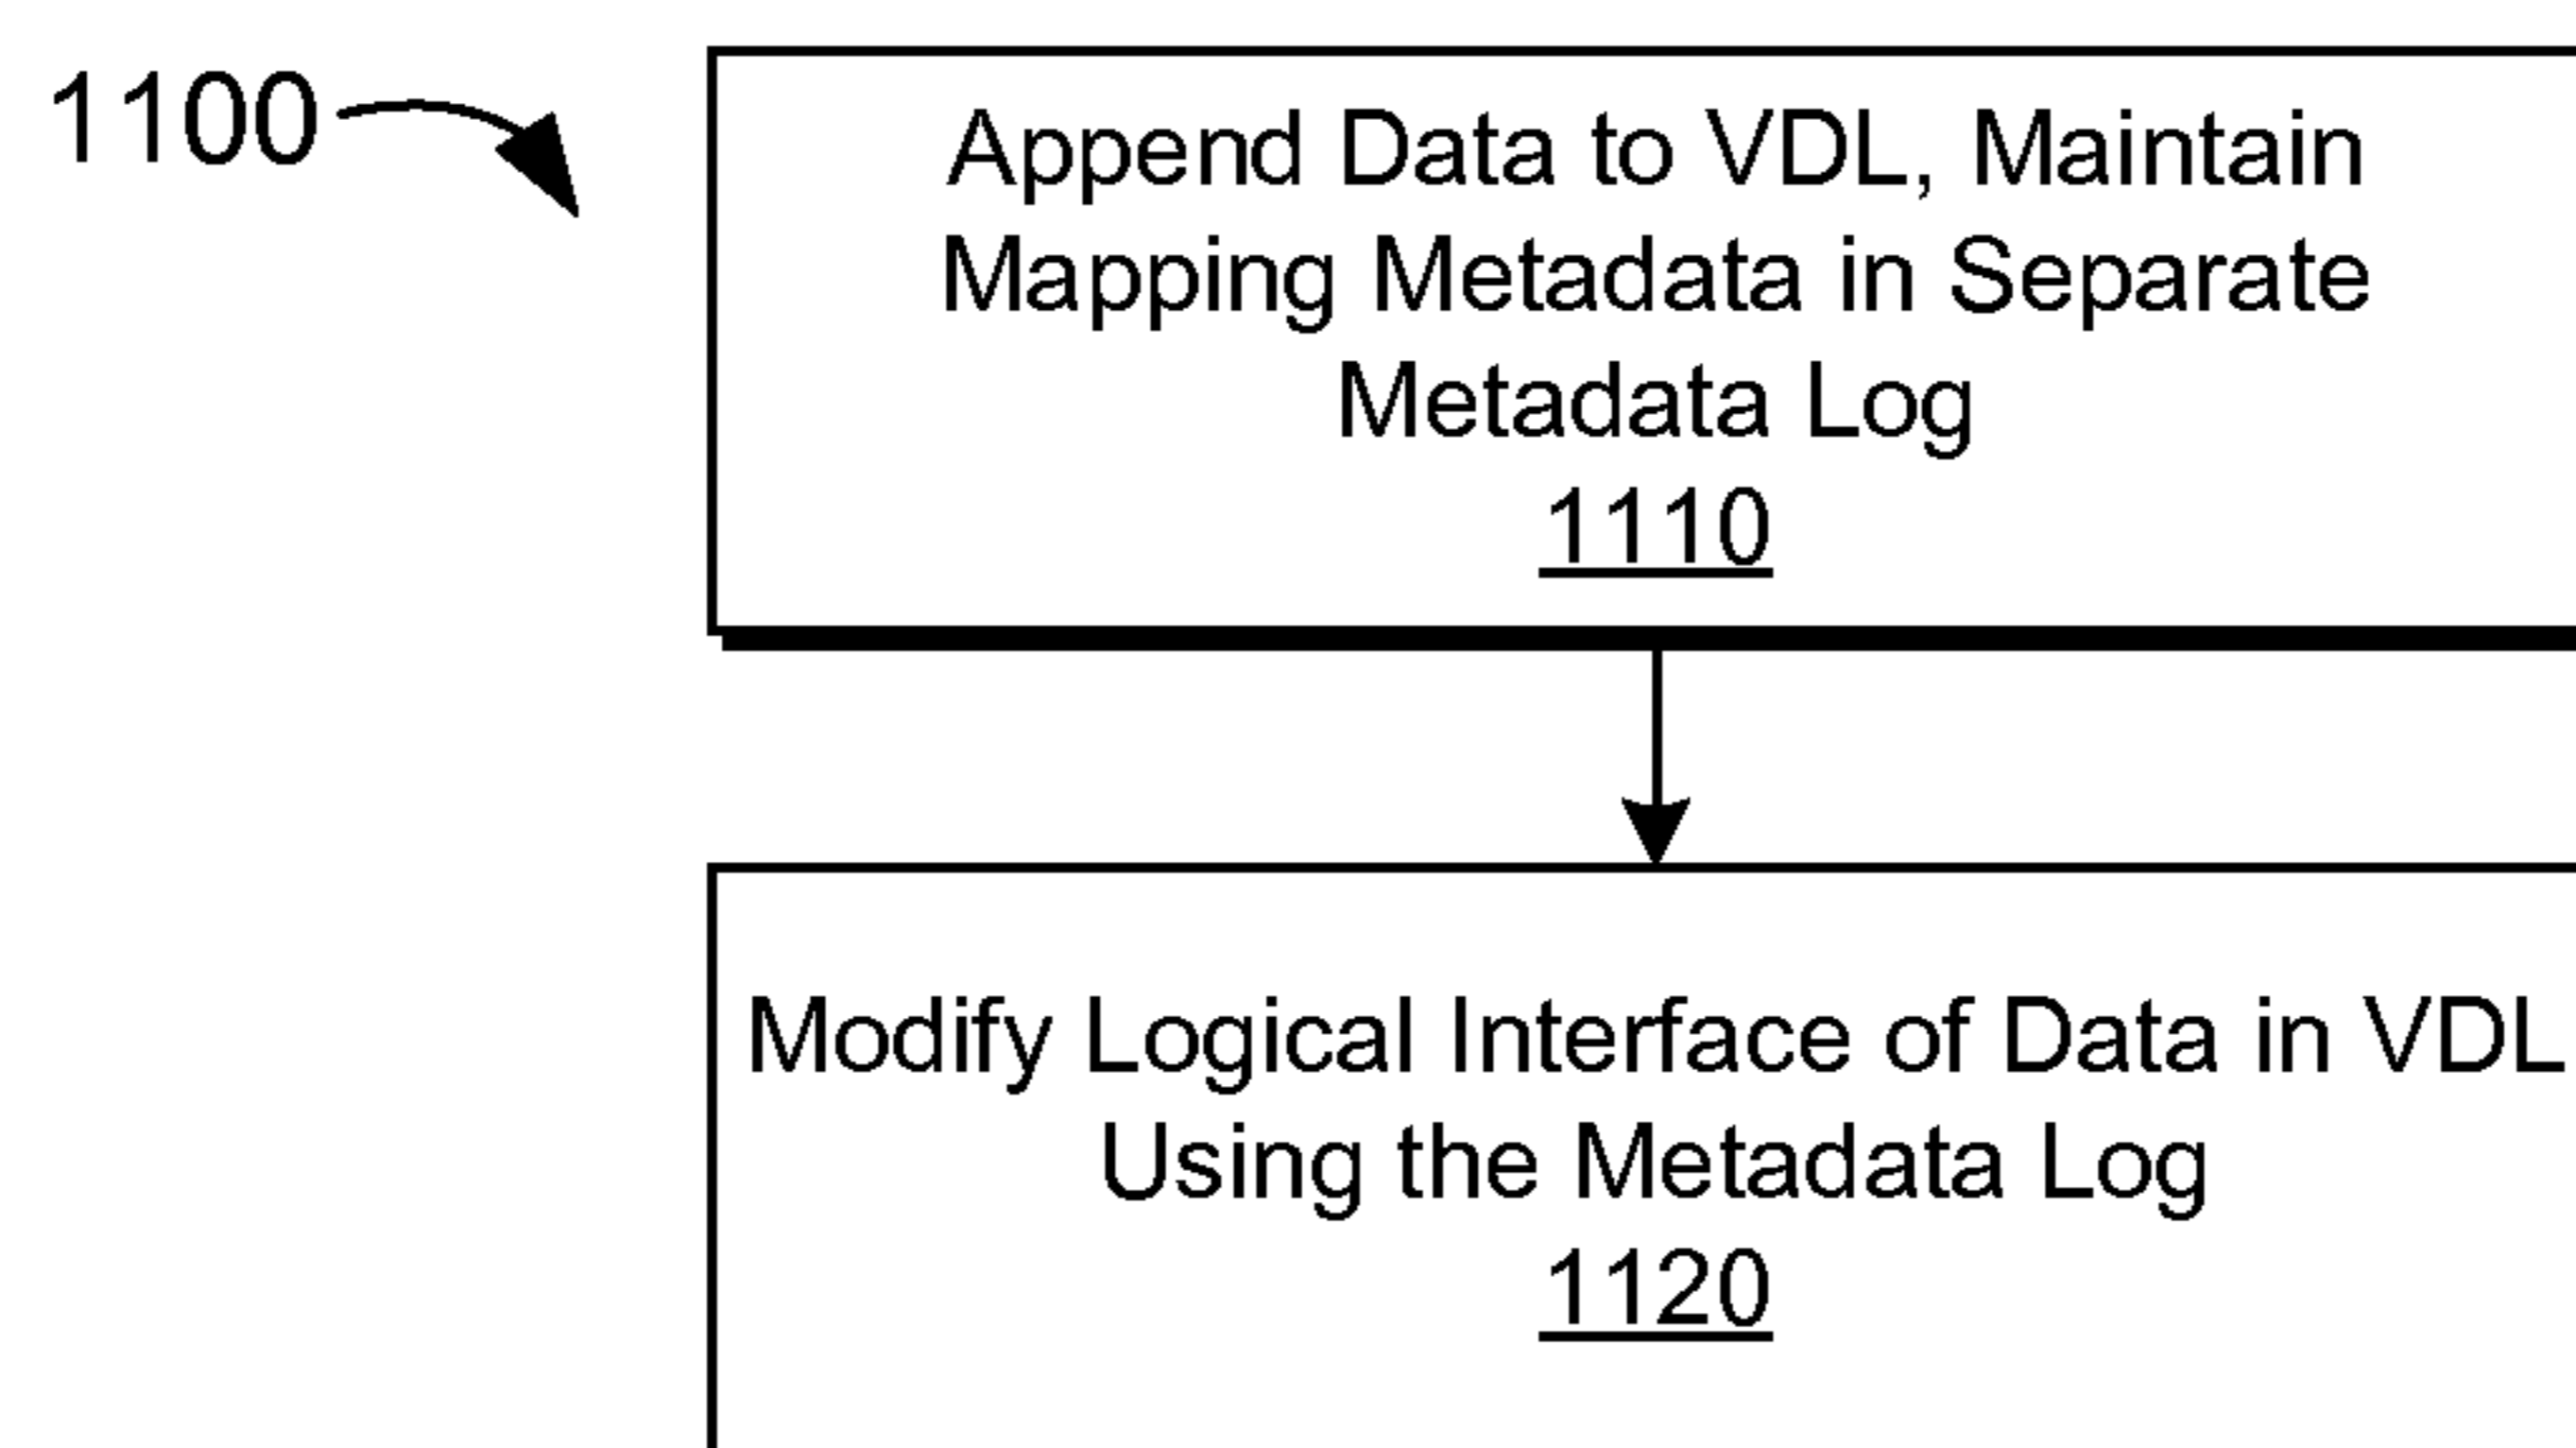 1100
Append Data to VDL, Maintain
Mapping Metadata in Separate
Metadata Log
1110
Modify Logical Interface of Data in VDL
Using the Metadata Log
1120